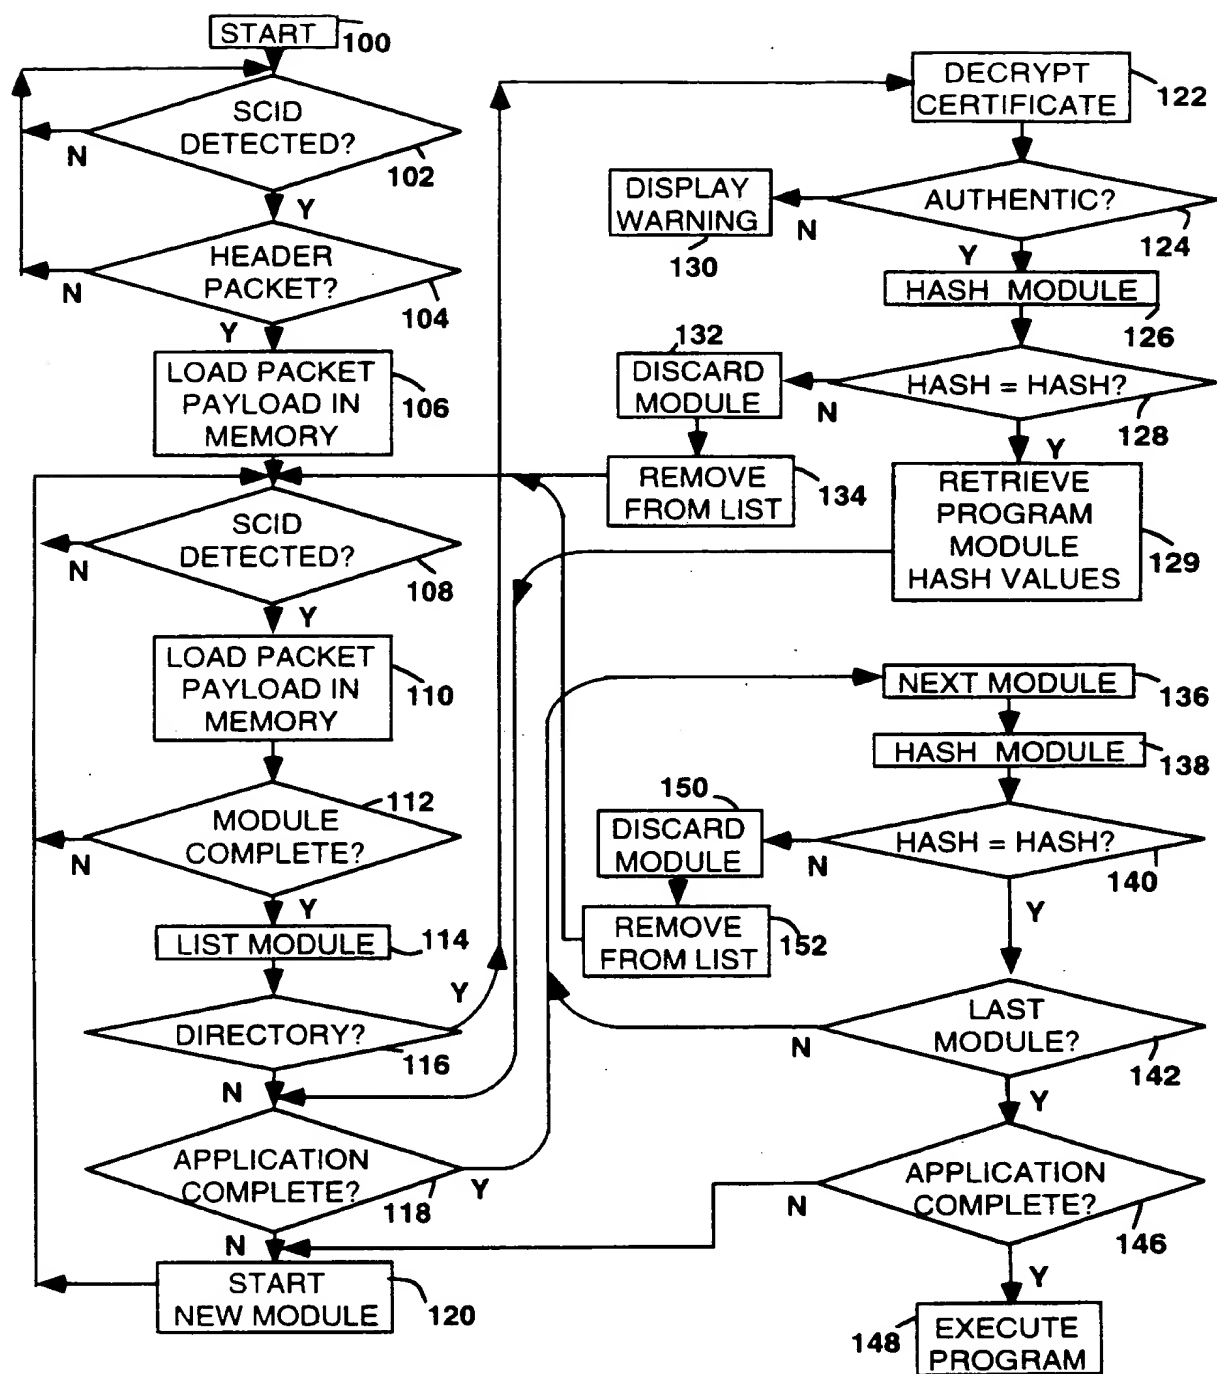 START
100
SCID
DETECTED?
102
N
Y
HEADER
PACKET?
104
N
Y
LOAD PACKET
PAYLOAD IN
MEMORY
106
SCID
DETECTED?
108
N
Y
LOAD PACKET
PAYLOAD IN
MEMORY
110
112
MODULE
COMPLETE?
N
Y
LIST MODULE
114
DIRECTORY?
Y
116
N
APPLICATION
COMPLETE?
118
Y
N
START
NEW MODULE
120
DECRYPT
CERTIFICATE
122
AUTHENTIC?
124
N
DISPLAY
WARNING
130
Y
HASH MODULE
126
HASH = HASH?
128
N
132
DISCARD
MODULE
REMOVE
FROM LIST
134
Y
RETRIEVE
PROGRAM
MODULE
HASH VALUES
129
NEXT MODULE
136
HASH MODULE
138
HASH = HASH?
140
N
150
DISCARD
MODULE
REMOVE
FROM LIST
152
Y
LAST
MODULE?
142
N
Y
APPLICATION
COMPLETE?
146
N
Y
148
EXECUTE
PROGRAM